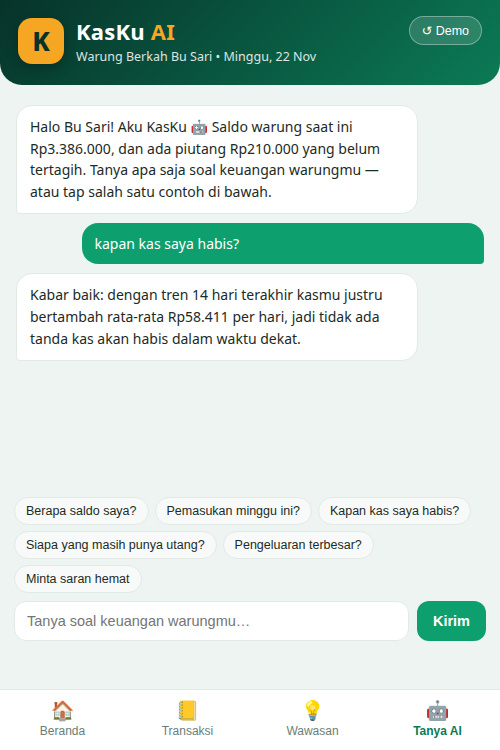 K
KasKu AI
Warung Berkah Bu Sari • Minggu, 22 Nov
↺ Demo
Halo Bu Sari! Aku KasKu 🤖 Saldo warung saat ini
Rp3.386.000, dan ada piutang Rp210.000 yang belum
tertagih. Tanya apa saja soal keuangan warungmu —
atau tap salah satu contoh di bawah.
kapan kas saya habis?
Kabar baik: dengan tren 14 hari terakhir kasmu justru
bertambah rata-rata Rp58.411 per hari, jadi tidak ada
tanda kas akan habis dalam waktu dekat.
Berapa saldo saya? Pemasukan minggu ini? Kapan kas saya habis?
Siapa yang masih punya utang? Pengeluaran terbesar?
Minta saran hemat
Tanya soal keuangan warungmu… Kirim
Beranda Transaksi Wawasan Tanya AI